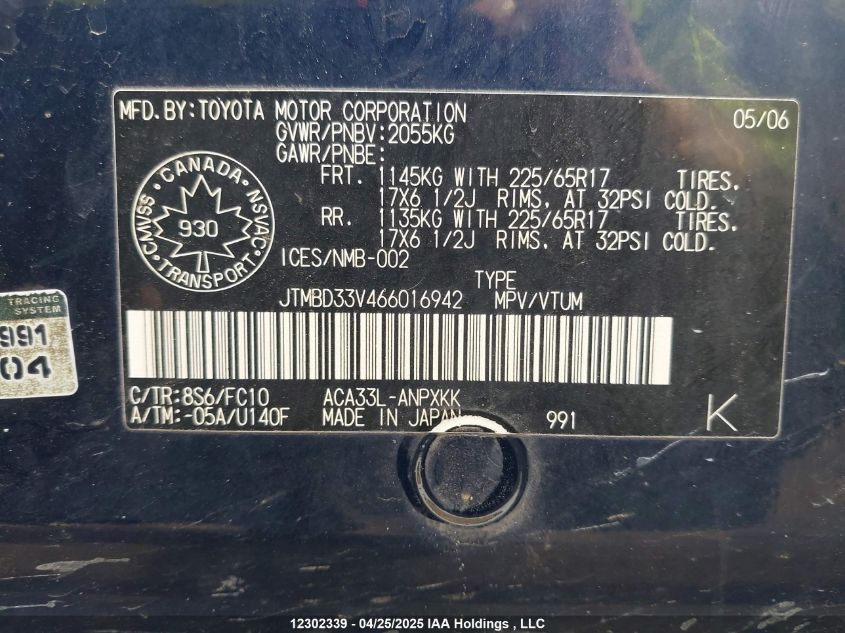 MFD.BY:TOYOTA MOTOR CORPORATION 05/06
GVWR/PNBV:2055KG
GAWR/PNBE:
FRT. 1145KG WITH 225/65R17 TIRES.
17X6 1/2J RIMS, AT 32PSI COLD.
RR. 1135KG WITH 225/65R17 TIRES.
17X6 1/2J RIMS, AT 32PSI COLD.
CANADA
CMVSS 930 NSVAC
TRANSPORT
ICES/NMB-002
TYPE
JTMBD33V466016942 MPV/VTUM
TRACING
SYSTEM
991
04
C/TR:8S6/FC10 ACA33L-ANPXKK
A/TM:-05A/U140F MADE IN JAPAN 991 K
12302339 - 04/25/2025 IAA Holdings , LLC